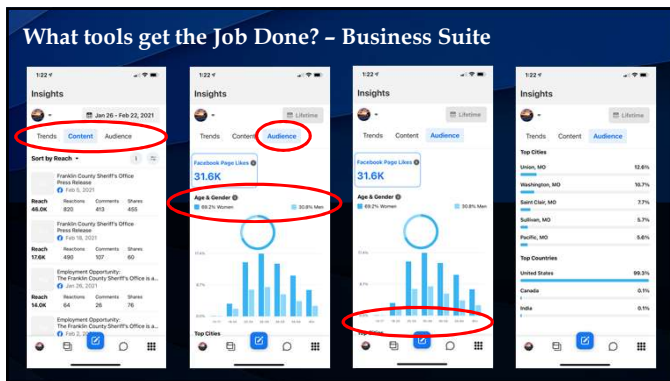 What tools get the Job Done? – Business Suite
1:22
Insights
Jan 26 - Feb 22, 2021
Trends Content Audience
Sort by Reach
1
Franklin County Sheriff's Office
Press Release
Feb 5, 2021
Reach Reactions Comments Shares
46.0K 820 413 455
Franklin County Sheriff's Office
Press Release
Feb 16, 2021
Reach Reactions Comments Shares
17.6K 490 107 60
Employment Opportunity:
The Franklin County Sheriff's Office is a...
Jan 26, 2021
Reach Reactions Comments Shares
14.0K 64 26 76
Employment Opportunity:
The Franklin County Sheriff's Office is a...
Feb 2,
1:22
Insights
Lifetime
Trends Content Audience
Facebook Page Likes
31.6K
Age & Gender
69.2% Women 30.8% Men
Top Cities
1:22
Insights
Lifetime
Trends Content Audience
Facebook Page Likes
31.6K
Age & Gender
69.2% Women 30.8% Men
Top Cities
1:22
Insights
Lifetime
Trends Content Audience
Top Cities
Union, MO 12.6%
Washington, MO 10.7%
Saint Clair, MO 7.7%
Sullivan, MO 5.7%
Pacific, MO 5.6%
Top Countries
United States 99.3%
Canada 0.1%
India 0.1%